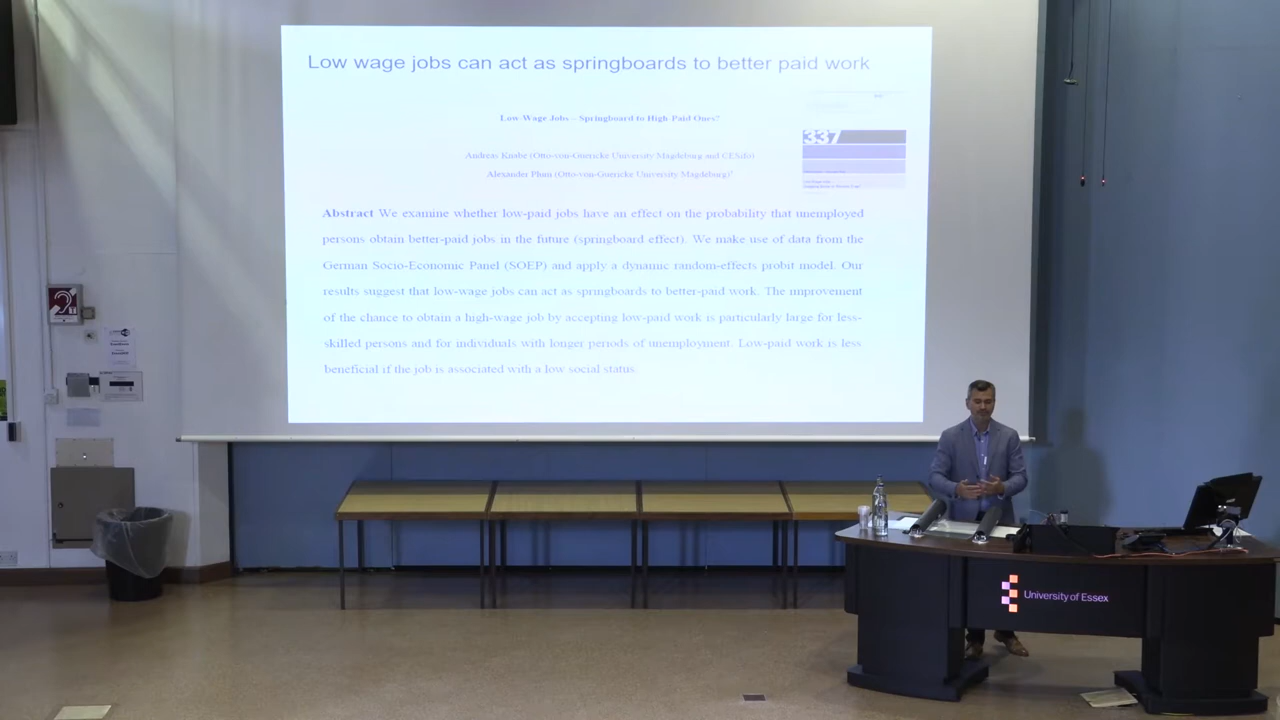 Low wage jobs can act as springboards to better paid work
Low-Wage Jobs – Springboard to High-Paid Ones?
337
Andreas Knabe (Otto-von-Guericke University Magdeburg and CESifo)
Alexander Plum (Otto-von-Guericke University Magdeburg)
Abstract We examine whether low-paid jobs have an effect on the probability that unemployed
persons obtain better-paid jobs in the future (springboard effect). We make use of data from the
German Socio-Economic Panel (SOEP) and apply a dynamic random-effects probit model. Our
results suggest that low-wage jobs can act as springboards to better-paid work. The improvement
of the chance to obtain a high-wage job by accepting low-paid work is particularly large for less-
skilled persons and for individuals with longer periods of unemployment. Low-paid work is less
beneficial if the job is associated with a low social status.
University of Essex